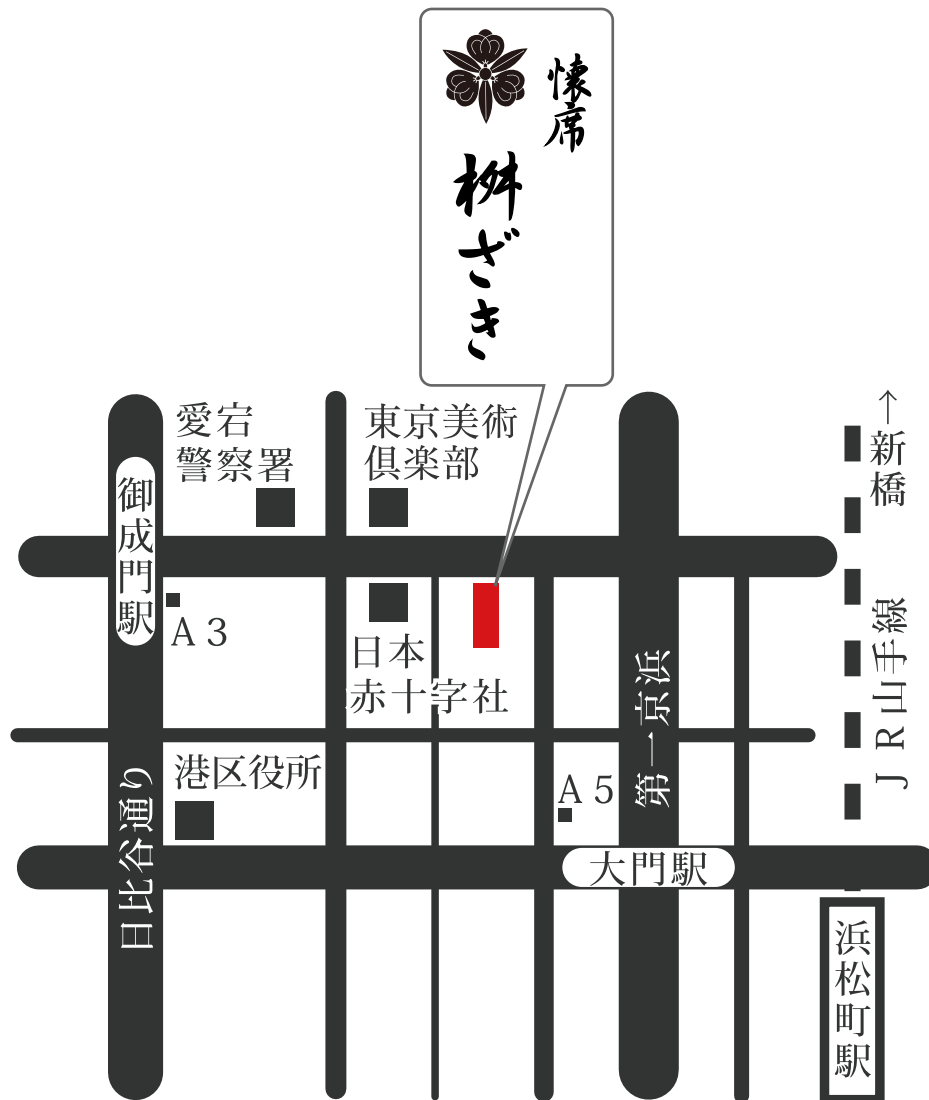 懐席
桝ざき
愛宕
警察署
東京美術
倶楽部
→新橋
御成門駅
A3
日本
赤十字社
JR山手線
第一京浜
港区役所
A5
日比谷通り
大門駅
浜松町駅